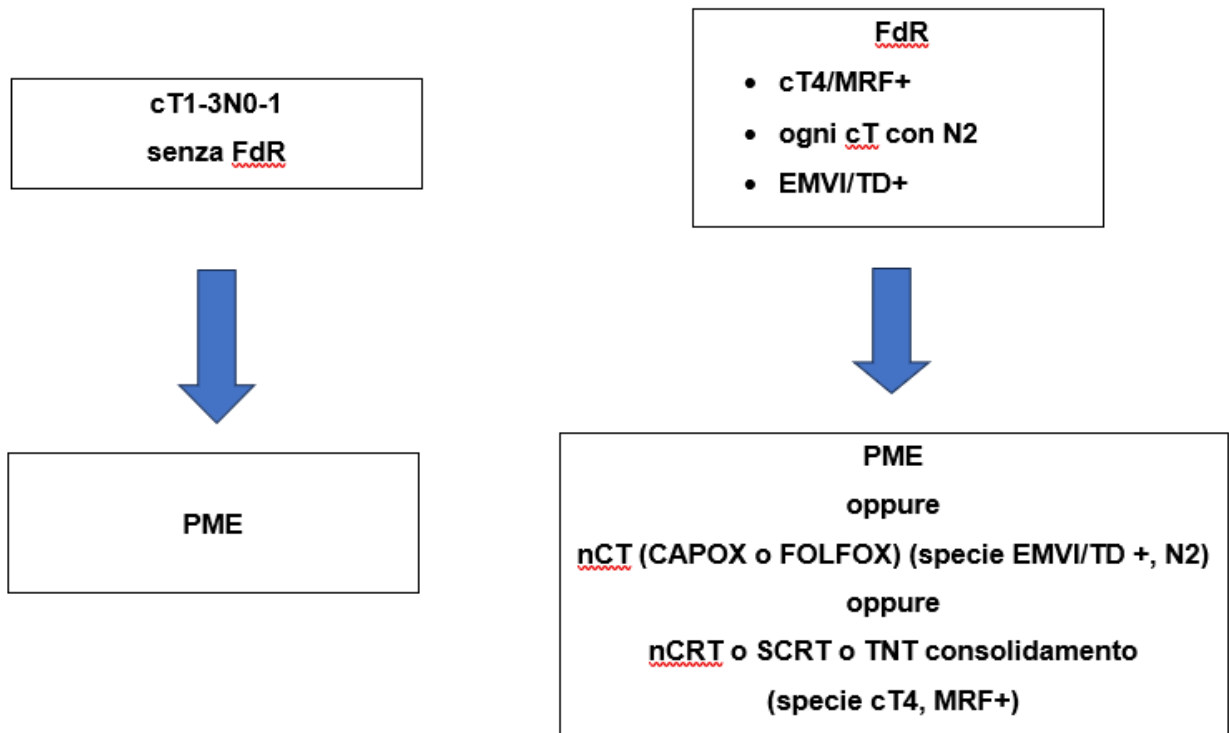 cT1-3N0-1
senza FdR
PME
FdR
• cT4/MRF+
• ogni cT con N2
• EMVI/TD+
PME
oppure
nCT (CAPOX o FOLFOX) (specie EMVI/TD +, N2)
oppure
nCRT o SCRT o TNT consolidamento
(specie cT4, MRF+)